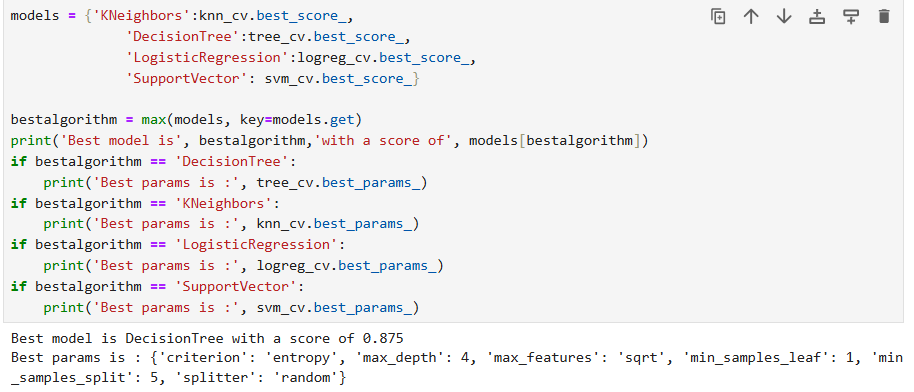 models = {'KNeighbors':knn_cv.best_score_,
              'DecisionTree':tree_cv.best_score_,
              'LogisticRegression':logreg_cv.best_score_,
              'SupportVector': svm_cv.best_score_}
bestalgorithm = max(models, key=models.get)
print('Best model is', bestalgorithm,'with a score of', models[bestalgorithm])
if bestalgorithm == 'DecisionTree':
    print('Best params is :', tree_cv.best_params_)
if bestalgorithm == 'KNeighbors':
    print('Best params is :', knn_cv.best_params_)
if bestalgorithm == 'LogisticRegression':
    print('Best params is :', logreg_cv.best_params_)
if bestalgorithm == 'SupportVector':
    print('Best params is :', svm_cv.best_params_)
Best model is DecisionTree with a score of 0.875
Best params is : {'criterion': 'entropy', 'max_depth': 4, 'max_features': 'sqrt', 'min_samples_leaf': 1, 'min
_samples_split': 5, 'splitter': 'random'}